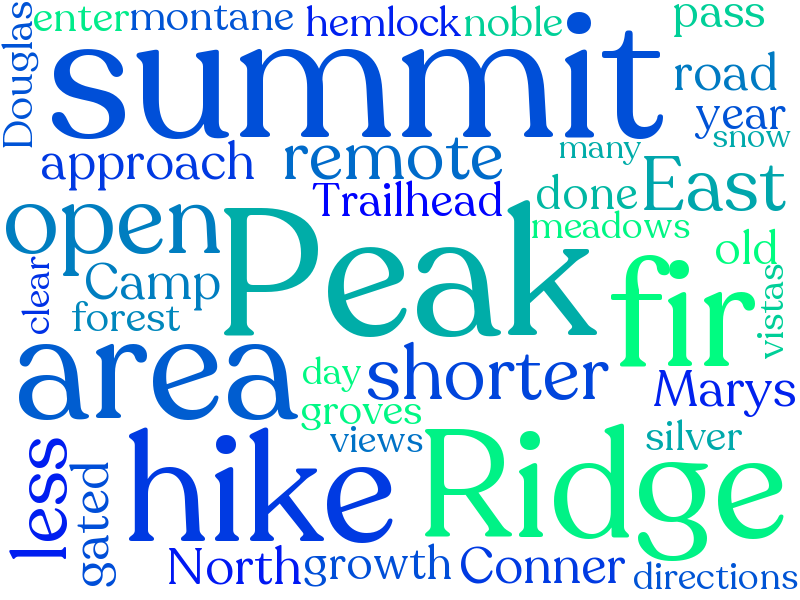 Douglas
enter
montane
hemlock
noble
pass
summit
road
year
snow
approach
remote
many
Trailhead
done
East
open
Peak
meadows
old
clear
Camp
forest
fir
vistas
area
day
shorter
groves
Marys
less
hike
views
Ridge
silver
gated
North
growth
Conner
directions